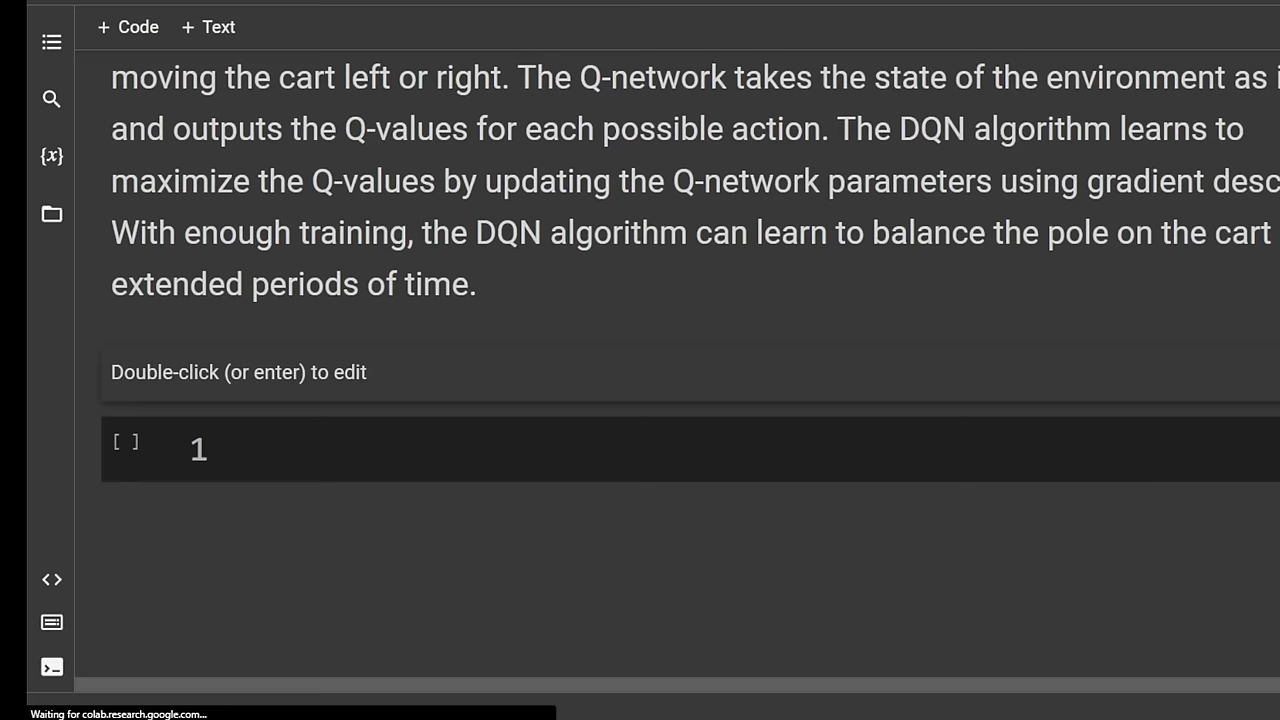 + Code + Text
moving the cart left or right. The Q-network takes the state of the environment as
and outputs the Q-values for each possible action. The DQN algorithm learns to
maximize the Q-values by updating the Q-network parameters using gradient desc
With enough training, the DQN algorithm can learn to balance the pole on the cart
extended periods of time.
{x}
Double-click (or enter) to edit
[ ] 1
Waiting for colab.research.google.com...